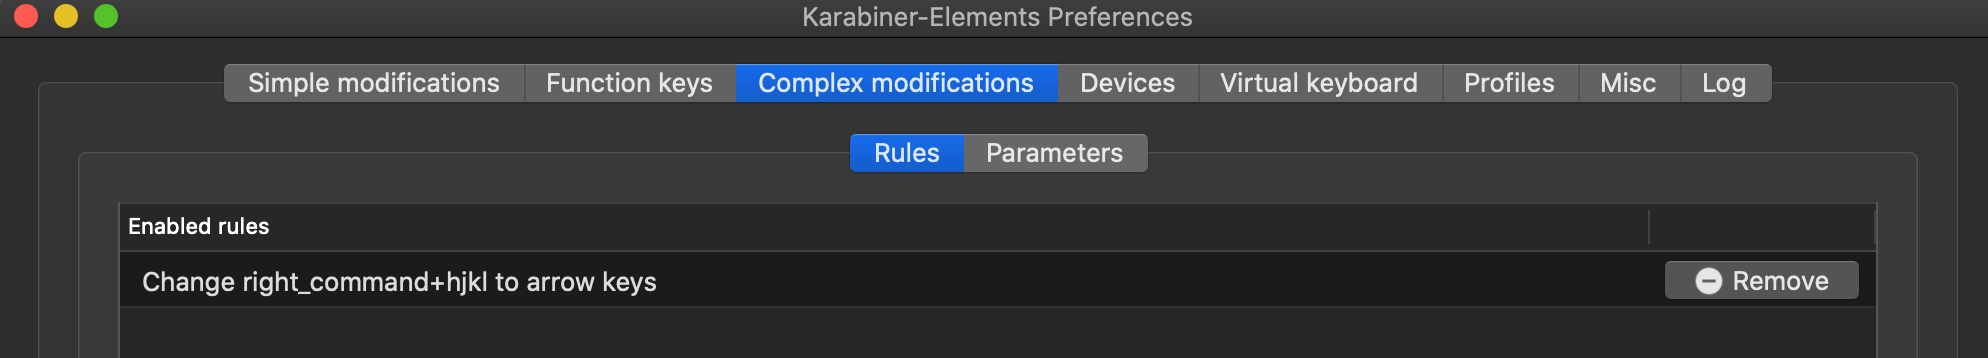 Karabiner-Elements Preferences
Simple modifications Function keys Complex modifications Devices Virtual keyboard Profiles Misc Log
Rules Parameters
Enabled rules
Change right_command+hjkl to arrow keys Remove